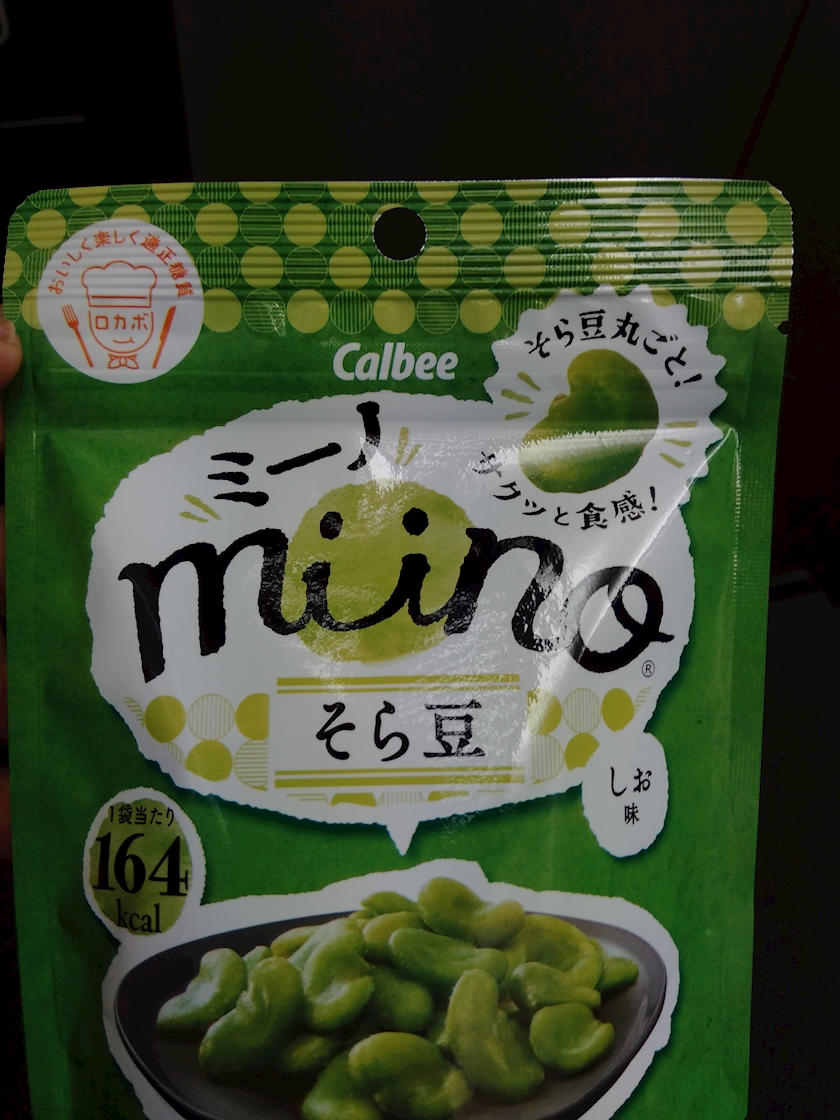 おいしく楽しく適正糖質
ロカボ
Calbee
そら豆丸ごと!
サクッと食感!
ミーノ
miino
®
そら豆
しお
味
1袋当たり
164
kcal